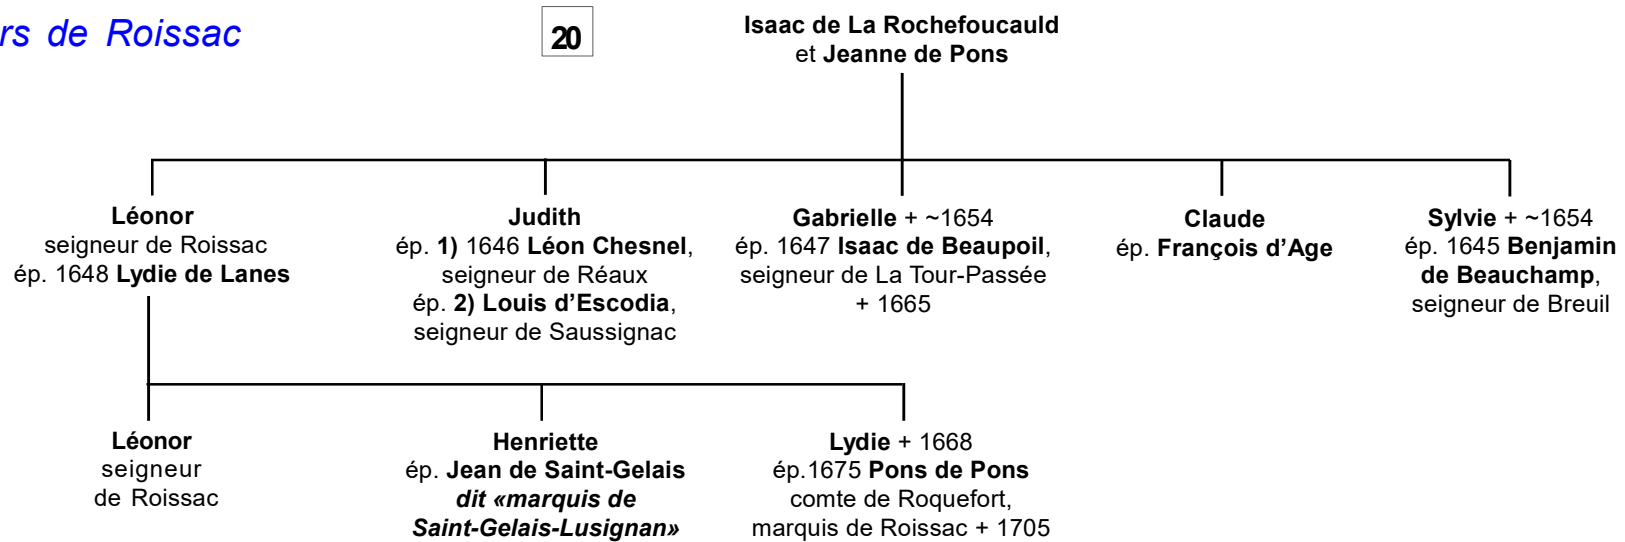 rs de Roissac
20
Isaac de La Rochefoucauld
et Jeanne de Pons
Léonor
seigneur de Roissac
ép. 1648 Lydie de Lanes
Judith
ép. 1) 1646 Léon Chesnel,
seigneur de Réaux
ép. 2) Louis d’Escodia,
seigneur de Saussignac
Gabrielle + ~1654
ép. 1647 Isaac de Beaupoil,
seigneur de La Tour-Passée
+ 1665
Claude
ép. François d’Age
Sylvie + ~1654
ép. 1645 Benjamin
de Beauchamp,
seigneur de Breuil
Léonor
seigneur
de Roissac
Henriette
ép. Jean de Saint-Gelais
dit «marquis de
Saint-Gelais-Lusignan»
Lydie + 1668
ép.1675 Pons de Pons
comte de Roquefort,
marquis de Roissac + 1705